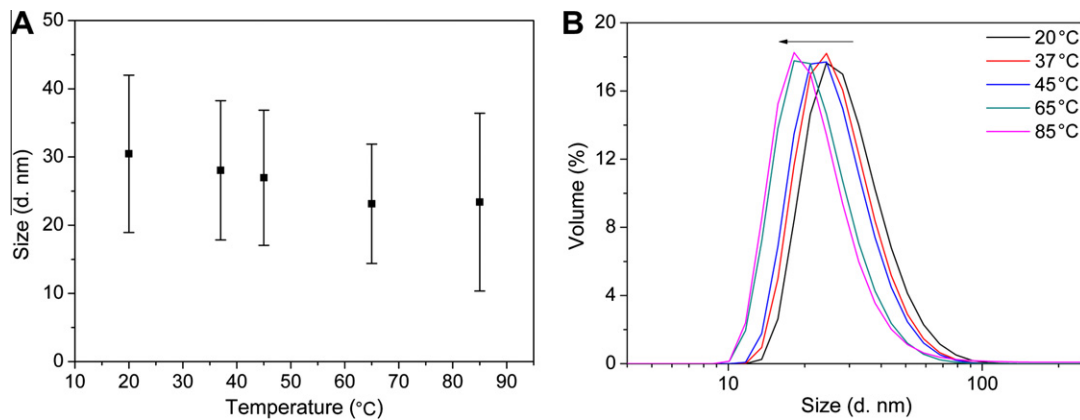 A
50
40
30
20
10
0
Size (d. nm)
10 20 30 40 50 60 70 80 90
Temperature (°C)
B
20
16
12
8
4
0
Volume (%)
20°C
37°C
45°C
65°C
85°C
10 100
Size (d. nm)